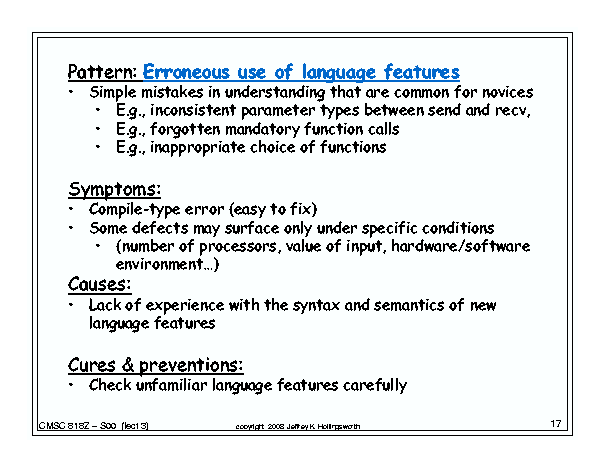 Pattern: Erroneous use of language features
• Simple mistakes in understanding that are common for novices
• E.g., inconsistent parameter types between send and recv,
• E.g., forgotten mandatory function calls
• E.g., inappropriate choice of functions
Symptoms:
• Compile-type error (easy to fix)
• Some defects may surface only under specific conditions
• (number of processors, value of input, hardware/software
environment…)
Causes:
• Lack of experience with the syntax and semantics of new
language features
Cures & preventions:
• Check unfamiliar language features carefully
CMSC 818Z – S00 (lect3)
copyright 2008 Jeffrey K Hollingsworth
17